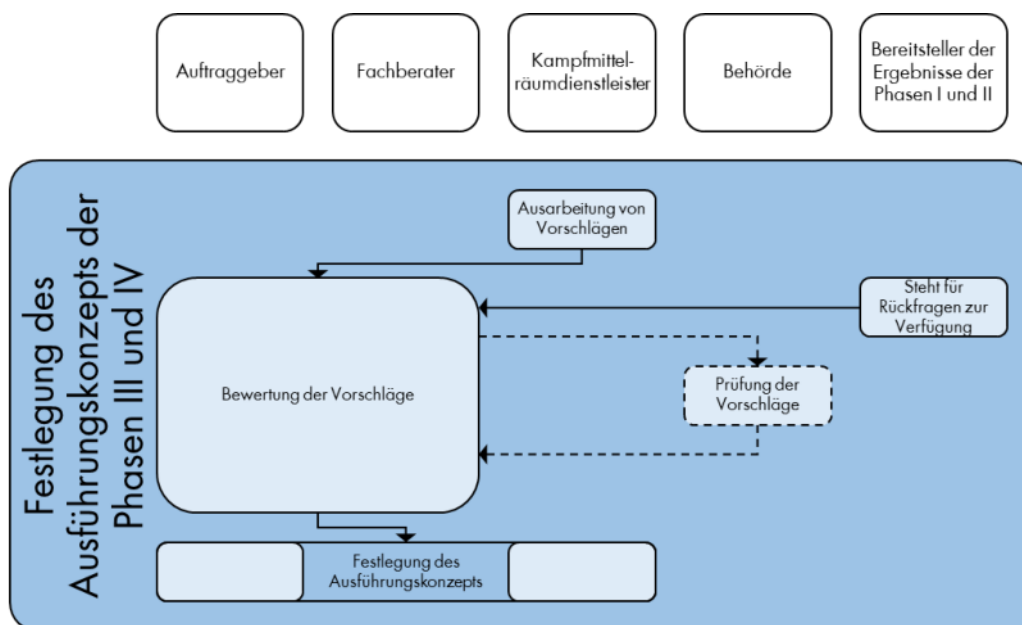 Auftraggeber
Fachberater
Kampfmittel-
räumdienstleister
Behörde
Bereitsteller der
Ergebnisse der
Phasen I und II
Festlegung des
Ausführungskonzepts der
Phasen III und IV
Ausarbeitung von
Vorschlägen
Steht für
Rückfragen zur
Verfügung
Bewertung der Vorschläge
Prüfung der
Vorschläge
Festlegung des
Ausführungskonzepts